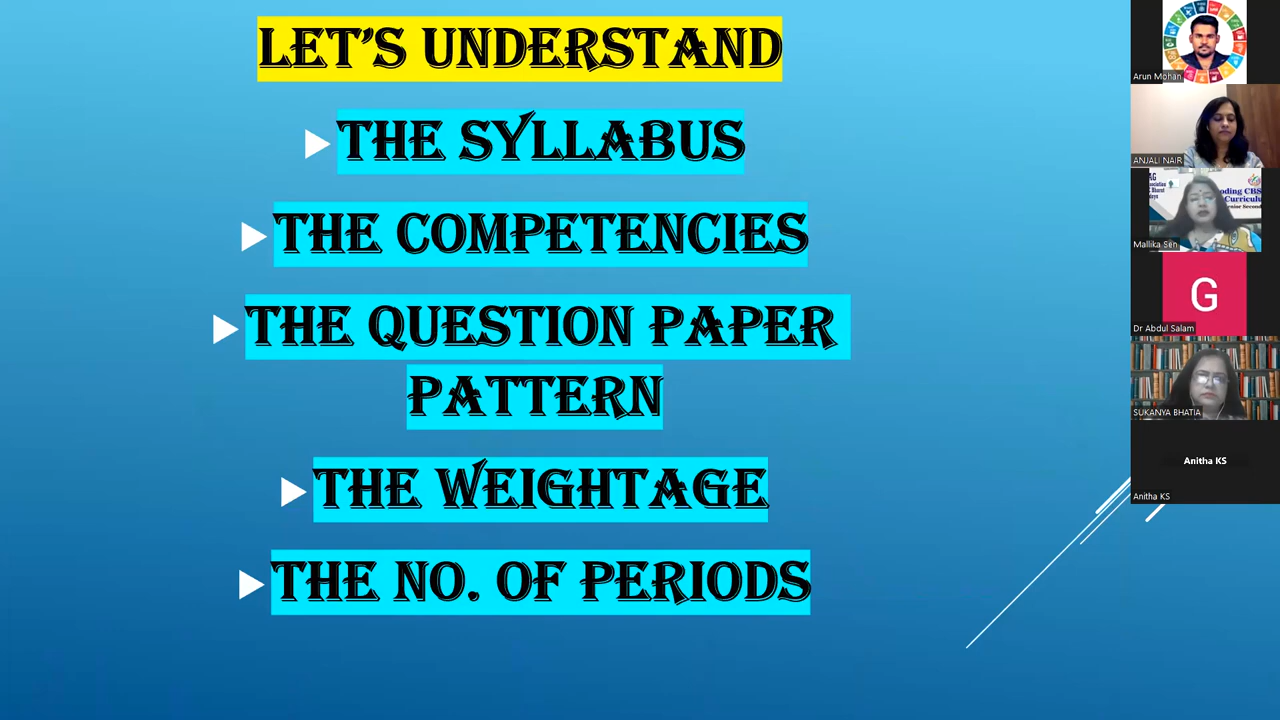 LET'S UNDERSTAND
THE SYLLABUS
THE COMPETENCIES
THE QUESTION PAPER
PATTERN
THE WEIGHTAGE
THE NO. OF PERIODS
Arun Mohan
ANJALI NAIR
Mallika Sen
G
Dr Abdul Salam
SUKANYA BHATIA
Anitha KS
Anitha KS